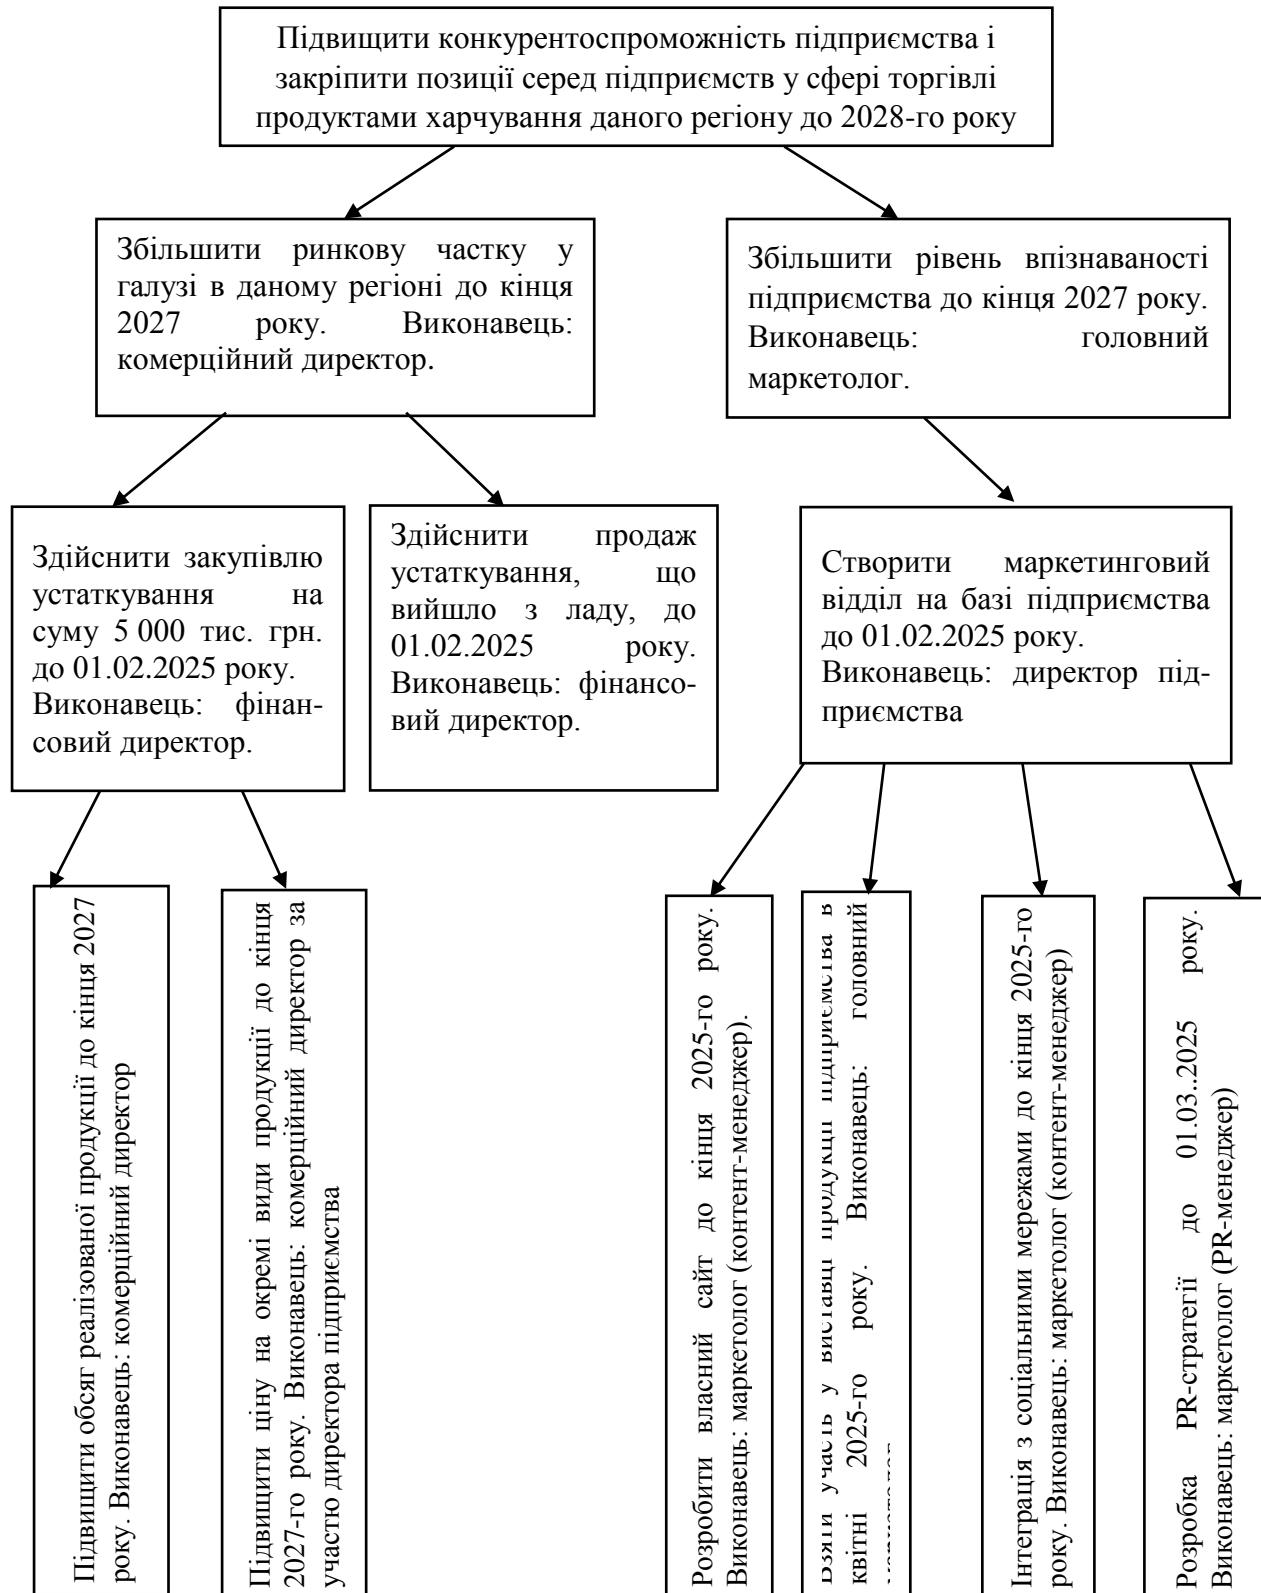 Підвищити конкурентоспроможність підприємства і
закріпити позиції серед підприємств у сфері торгівлі
продуктами харчування даного регіону до 2028-го року
Збільшити ринкову частку у
галузі в даному регіоні до кінця
2027 року. Виконавець:
комерційний директор.
Збільшити рівень впізнаваності
підприємства до кінця 2027 року.
Виконавець: головний
маркетолог.
Здійснити закупівлю
устаткування на
суму 5 000 тис. грн.
до 01.02.2025 року.
Виконавець: фінан-
совий директор.
Здійснити продаж
устаткування, що
вийшло з ладу, до
01.02.2025 року.
Виконавець: фінансо-
вий директор.
Створити маркетинговий
відділ на базі підприємства
до 01.02.2025 року.
Виконавець: директор під-
приємства
Підвищити обсяг реалізованої продукції до кінця 2027
року. Виконавець: комерційний директор
Підвищити ціну на окремі види продукції до кінця
2027-го року. Виконавець: комерційний директор за
участю директора підприємства
Розробити власний сайт до кінця 2025-го року.
Виконавець: маркетолог (контент-менеджер).
Взяти участь у виставці продукції підприємства в
квітні 2025-го року. Виконавець: головний
Інтеграція з соціальними мережами до кінця 2025-го
року. Виконавець: маркетолог (контент-менеджер)
Розробка PR-стратегії до 01.03..2025 року.
Виконавець: маркетолог (PR-менеджер)